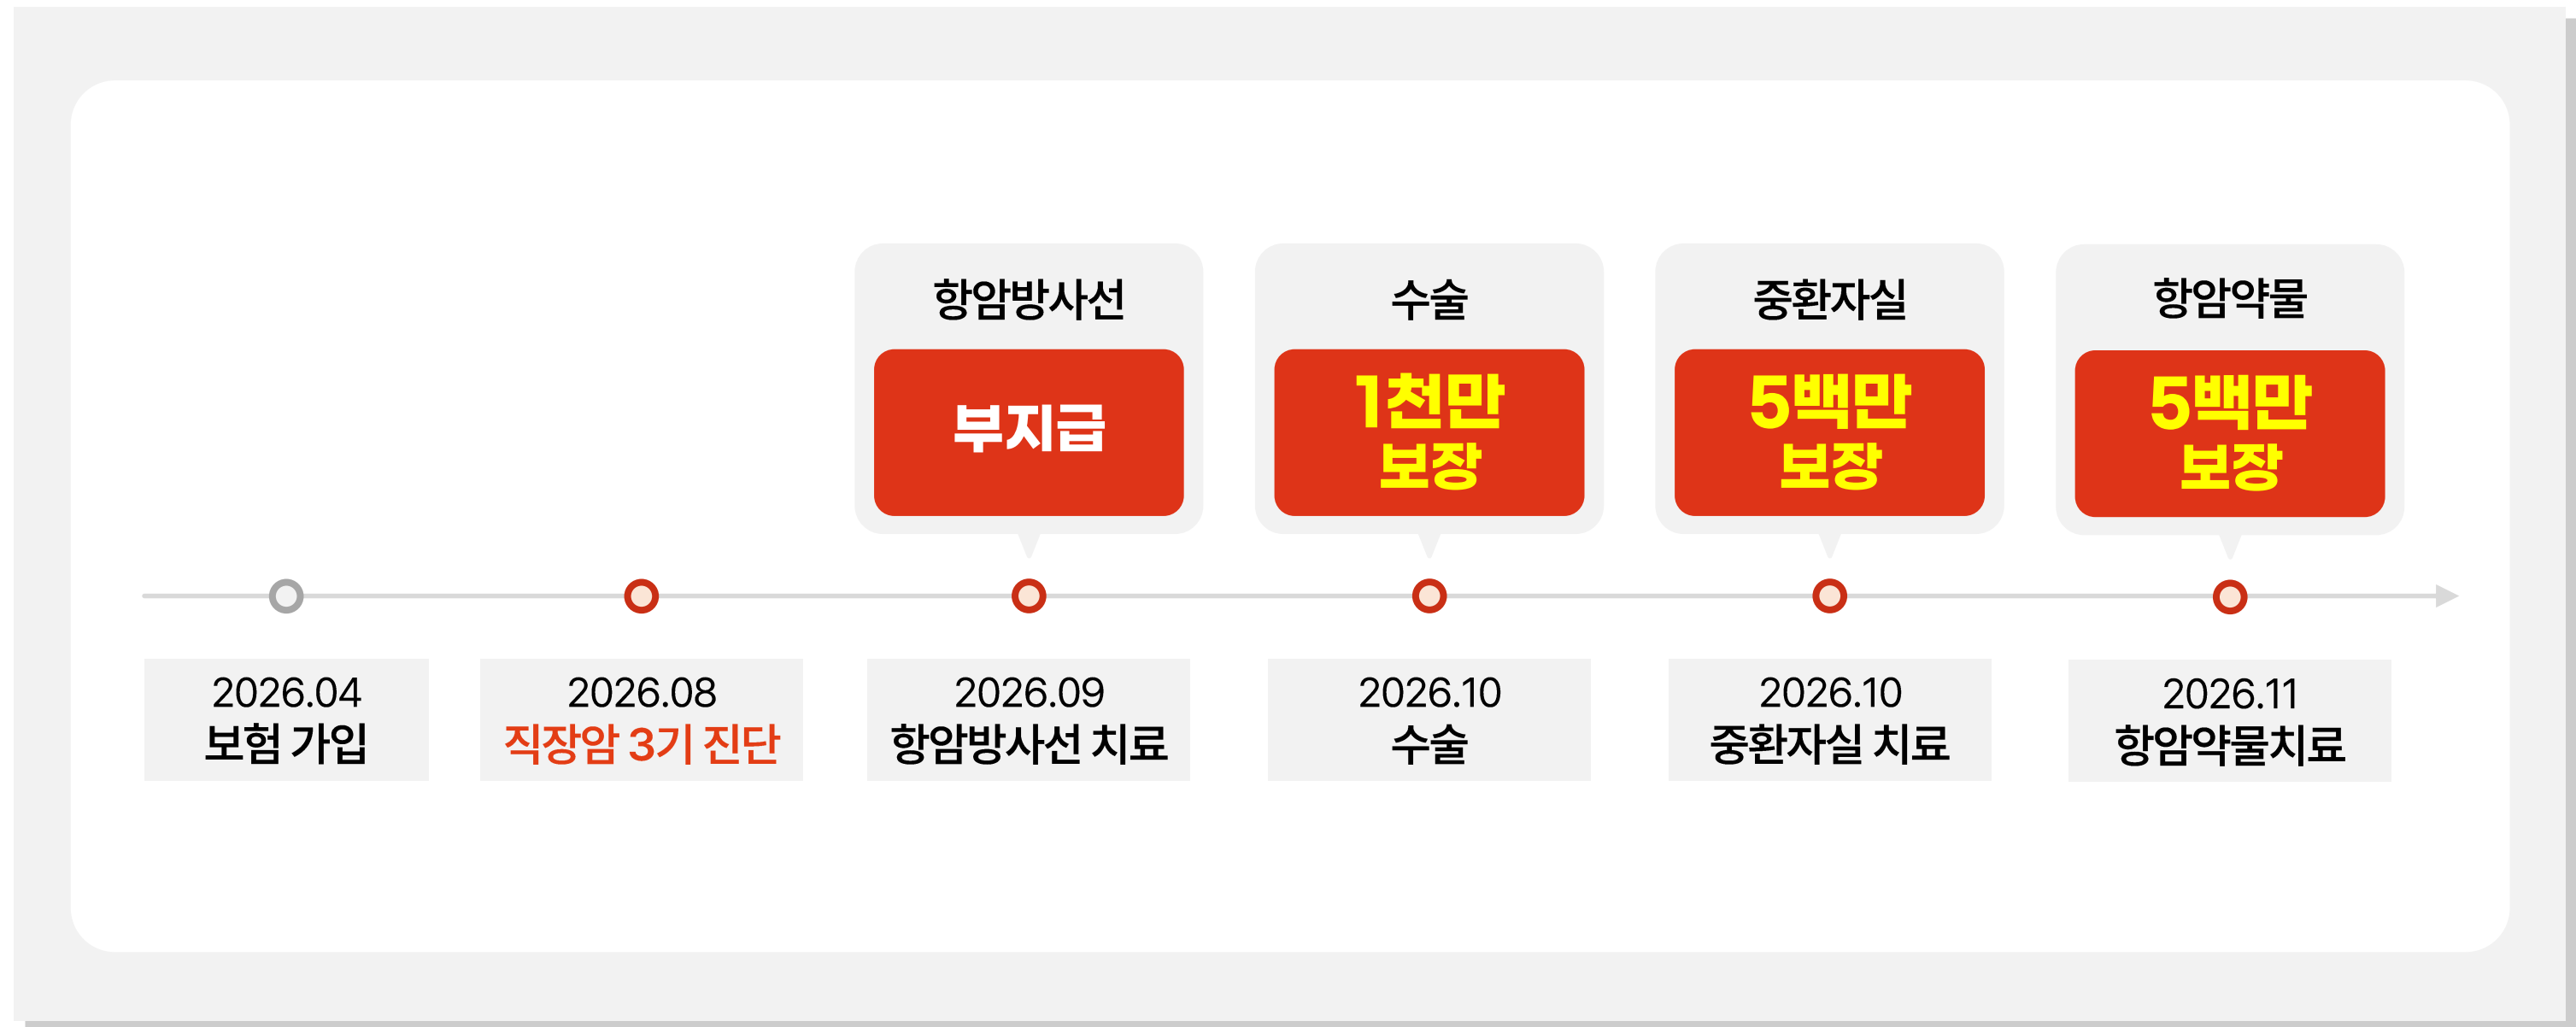 항암방사선
부지급
수술
1천만
보장
중환자실
5백만
보장
항암약물
5백만
보장
2026.04
보험 가입
2026.08
직장암 3기 진단
2026.09
항암방사선 치료
2026.10
수술
2026.10
중환자실 치료
2026.11
항암약물치료